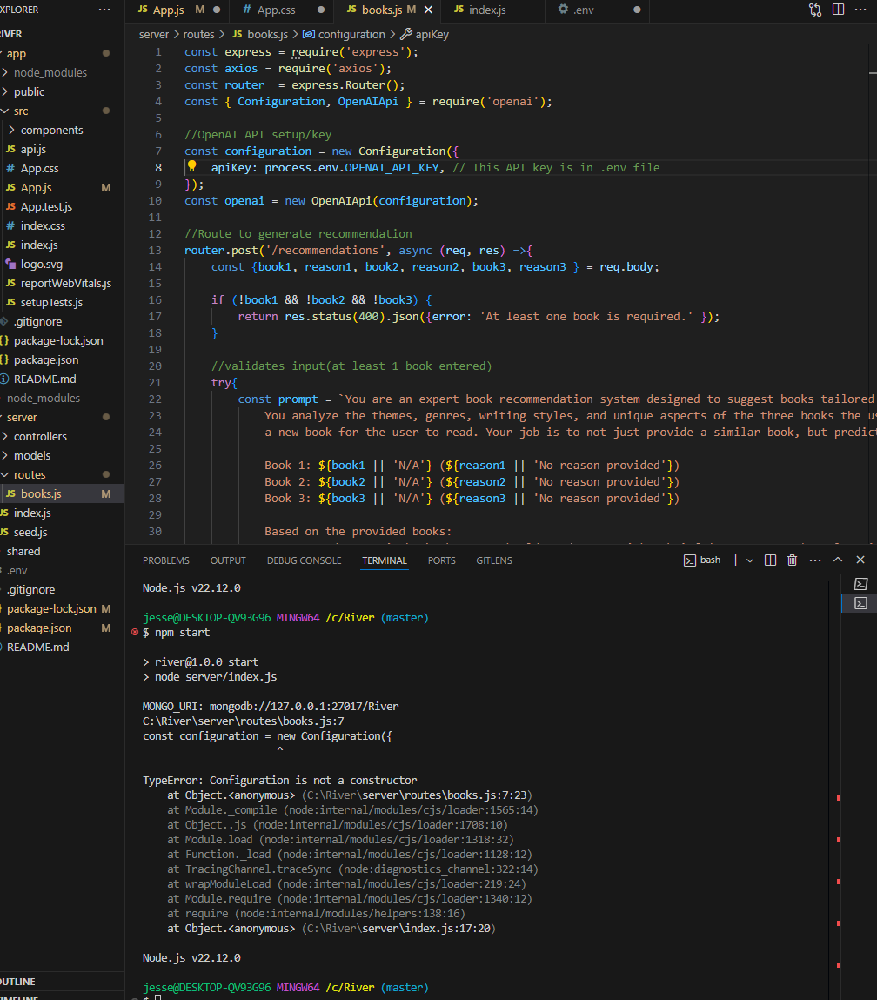 XPLORER
···
RIVER
app
node_modules
public
src
components
JS api.js
# App.css
JS App.js M
JS App.test.js
# index.css
JS index.js
logo.svg
JS reportWebVitals.js
JS setupTests.js
.gitignore
{} package-lock.json
{} package.json
README.md
node_modules
server
controllers
models
routes
JS books.js M
JS index.js
JS seed.js
shared
.env
.gitignore
package-lock.json M
package.json M
README.md
OUTLINE
TIMELINE
JS App.js M
# App.css
JS books.js M
JS index.js
.env
server > routes > JS books.js > configuration > apiKey
1 const express = require('express');
2 const axios = require('axios');
3 const router  = express.Router();
4 const { Configuration, OpenAIApi } = require('openai');
5
6 //OpenAI API setup/key
7 const configuration = new Configuration({
8     apiKey: process.env.OPENAI_API_KEY, // This API key is in .env file
9 });
10 const openai = new OpenAIApi(configuration);
11
12 //Route to generate recommendation
13 router.post('/recommendations', async (req, res) =>{
14     const {book1, reason1, book2, reason2, book3, reason3 } = req.body;
15
16     if (!book1 && !book2 && !book3) {
17         return res.status(400).json({error: 'At least one book is required.' });
18     }
19
20     //validates input(at least 1 book entered)
21     try{
22         const prompt = `You are an expert book recommendation system designed to suggest books tailored
23             You analyze the themes, genres, writing styles, and unique aspects of the three books the us
24             a new book for the user to read. Your job is to not just provide a similar book, but predic
25
26             Book 1: ${book1 || 'N/A'} (${reason1 || 'No reason provided'})
27             Book 2: ${book2 || 'N/A'} (${reason2 || 'No reason provided'})
28             Book 3: ${book3 || 'N/A'} (${reason3 || 'No reason provided'})
29
30             Based on the provided books:
PROBLEMS OUTPUT DEBUG CONSOLE TERMINAL PORTS GITLENS
bash
Node.js v22.12.0
jesse@DESKTOP-QV93G96 MINGW64 /c/River (master)
$ npm start
> river@1.0.0 start
> node server/index.js
MONGO_URI: mongodb://127.0.0.1:27017/River
C:\River\server\routes\books.js:7
const configuration = new Configuration({
^
TypeError: Configuration is not a constructor
    at Object.<anonymous> (C:\River\server\routes\books.js:7:23)
    at Module._compile (node:internal/modules/cjs/loader:1565:14)
    at Object..js (node:internal/modules/cjs/loader:1708:10)
    at Module.load (node:internal/modules/cjs/loader:1318:32)
    at Function._load (node:internal/modules/cjs/loader:1128:12)
    at TracingChannel.traceSync (node:diagnostics_channel:322:14)
    at wrapModuleLoad (node:internal/modules/cjs/loader:219:24)
    at Module.require (node:internal/modules/cjs/loader:1340:12)
    at require (node:internal/modules/helpers:138:16)
    at Object.<anonymous> (C:\River\server\index.js:17:20)
Node.js v22.12.0
jesse@DESKTOP-QV93G96 MINGW64 /c/River (master)
$